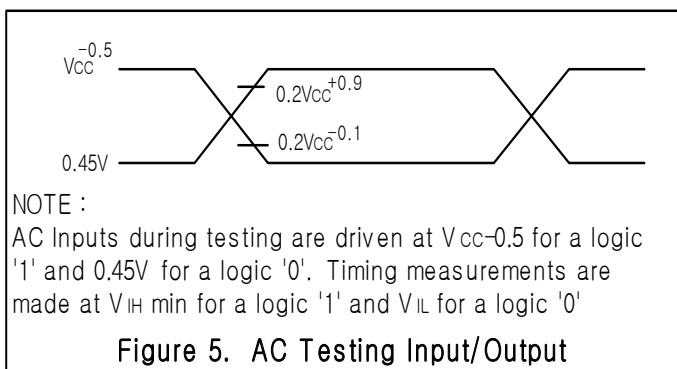 Vcc-0.5
0.2Vcc+0.9
0.2Vcc-0.1
0.45V
NOTE :
AC Inputs during testing are driven at VCC-0.5 for a logic
'1' and 0.45V for a logic '0'. Timing measurements are
made at VIH min for a logic '1' and VIL for a logic '0'
Figure 5. AC Testing Input/Output